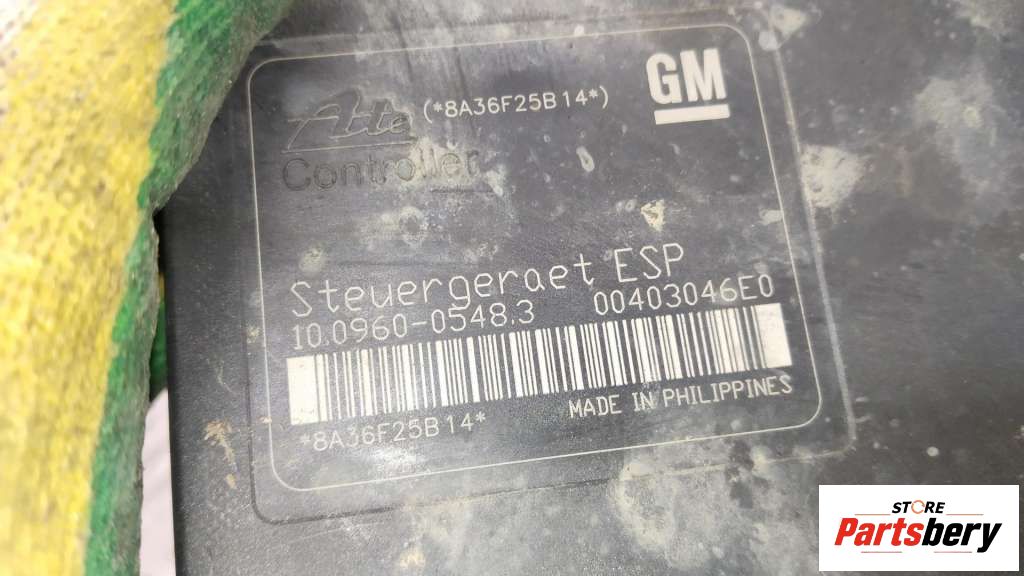 Ate (*8A36F25B14*)
GM
Controller
Steuergeraet ESP
10.0960-0548.3 00403046E0
*8A36F25B14*
MADE IN PHILIPPINES
STORE
Partsbery